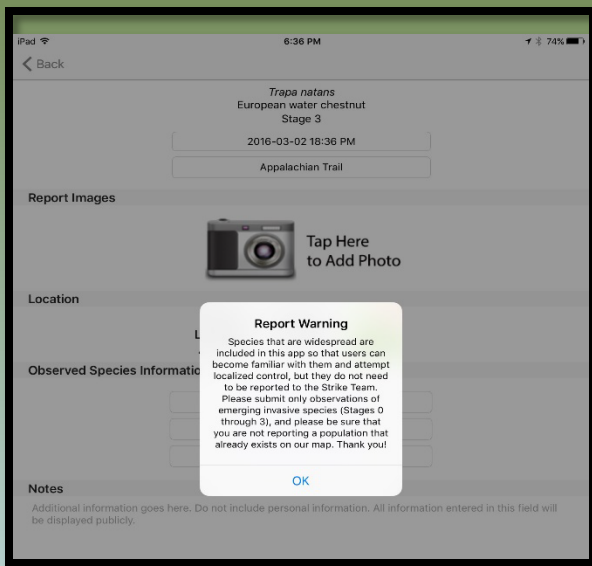 iPad 6:36 PM 74%
Back
Trapa natans
European water chestnut
Stage 3
2016-03-02 18:36 PM
Appalachian Trail
Report Images
Tap Here
to Add Photo
Location
L
Report Warning
Species that are widespread are
included in this app so that users can
become familiar with them and attempt
localized control, but they do not need
to be reported to the Strike Team.
Please submit only observations of
emerging invasive species (Stages 0
through 3), and please be sure that
you are not reporting a population that
already exists on our map. Thank you!
OK
Observed Species Informatio
Notes
Additional information goes here. Do not include personal information. All information entered in this field will
be displayed publicly.